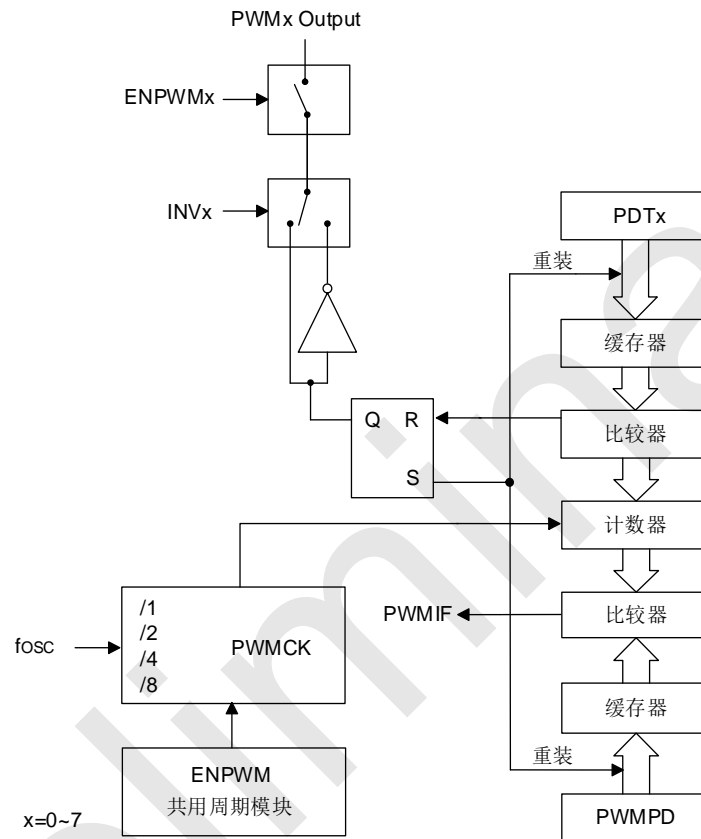 PWMx Output
ENPWMx
INVx
PDTx
重装
缓存器
Q R
比较器
S
计数器
/1
/2
/4
/8
PWMCK
fOSC
PWMIF
比较器
缓存器
重装
ENPWM
共用周期模块
x=0~7
PWMPD